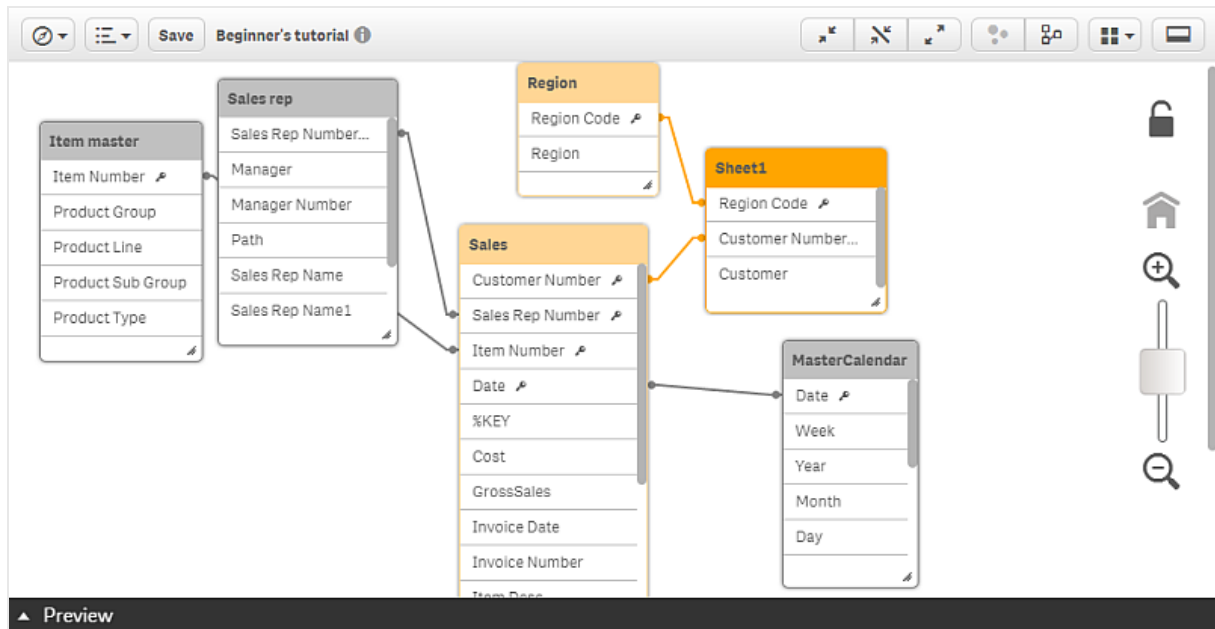 Save
Beginner's tutorial
Item master
Item Number
Product Group
Product Line
Product Sub Group
Product Type
Sales rep
Sales Rep Number...
Manager
Manager Number
Path
Sales Rep Name
Sales Rep Name1
Region
Region Code
Region
Sales
Customer Number
Sales Rep Number
Item Number
Date
%KEY
Cost
GrossSales
Invoice Date
Invoice Number
Item Desc
Sheet1
Region Code
Customer Number...
Customer
MasterCalendar
Date
Week
Year
Month
Day
Preview